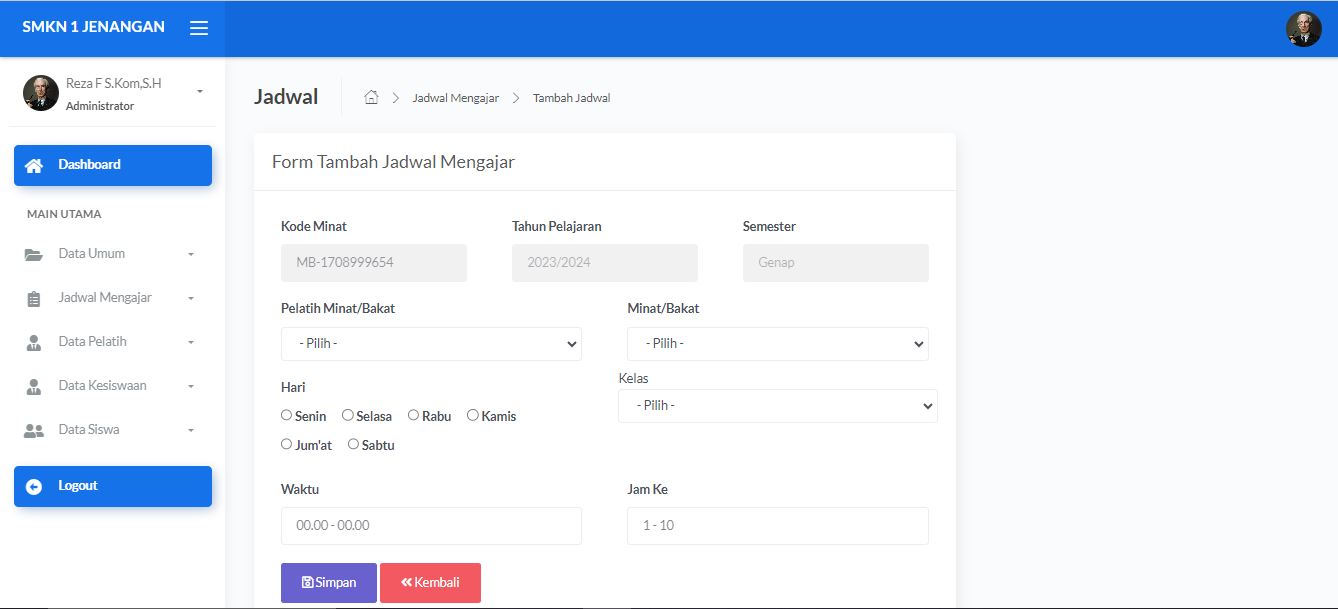 SMKN 1 JENANGAN
Reza F S.Kom,S.H
Administrator
Dashboard
MAIN UTAMA
Data Umum
Jadwal Mengajar
Data Pelatih
Data Kesiswaan
Data Siswa
Logout
Jadwal
Jadwal Mengajar > Tambah Jadwal
Form Tambah Jadwal Mengajar
Kode Minat Tahun Pelajaran Semester
MB-1708999654 2023/2024 Genap
Pelatih Minat/Bakat Minat/Bakat
- Pilih - - Pilih -
Hari Kelas
- Pilih -
Senin Selasa Rabu Kamis
Jum'at Sabtu
Waktu Jam Ke
00.00 - 00.00 1 - 10
Simpan Kembali